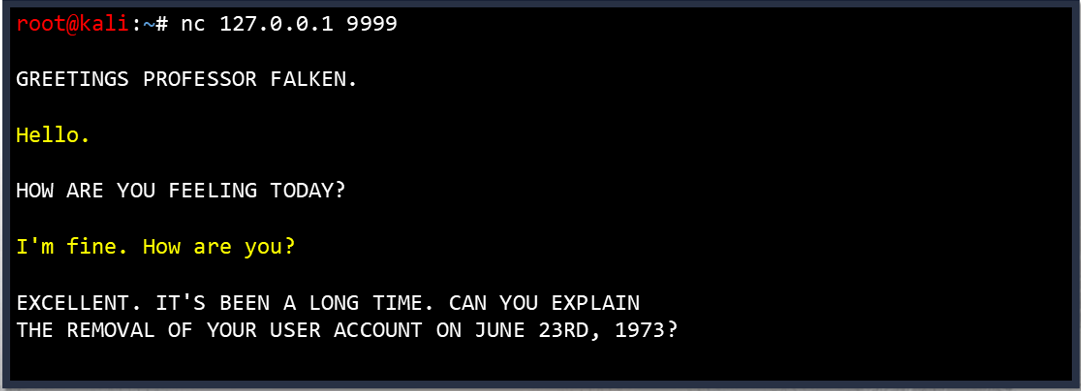 root@kali:~# nc 127.0.0.1 9999
GREETINGS PROFESSOR FALKEN.
Hello.
HOW ARE YOU FEELING TODAY?
I'm fine. How are you?
EXCELLENT. IT'S BEEN A LONG TIME. CAN YOU EXPLAIN
THE REMOVAL OF YOUR USER ACCOUNT ON JUNE 23RD, 1973?